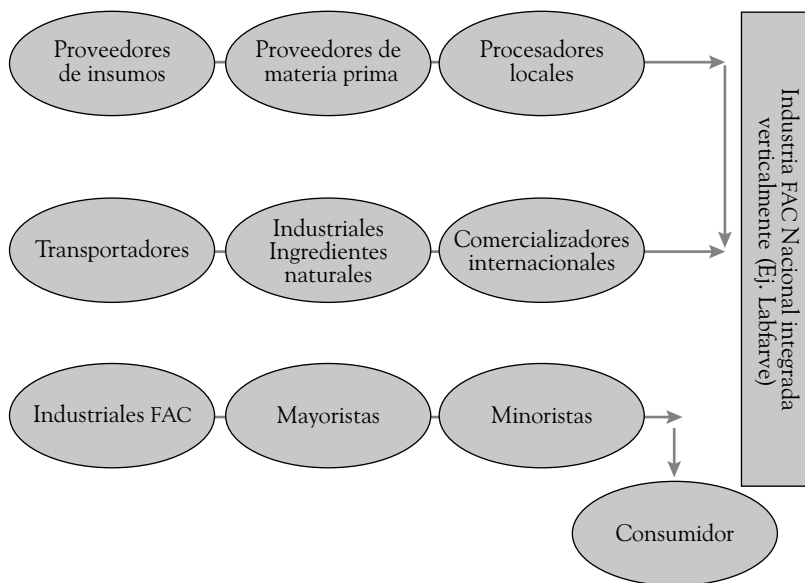 Proveedores
de insumos
Proveedores de
materia prima
Procesadores
locales
Transportadores
Industriales
Ingredientes
naturales
Comercializadores
internacionales
Industriales FAC
Mayoristas
Minoristas
Consumidor
Industria FAC Nacional integrada
verticalmente (Ej. Labfarve)